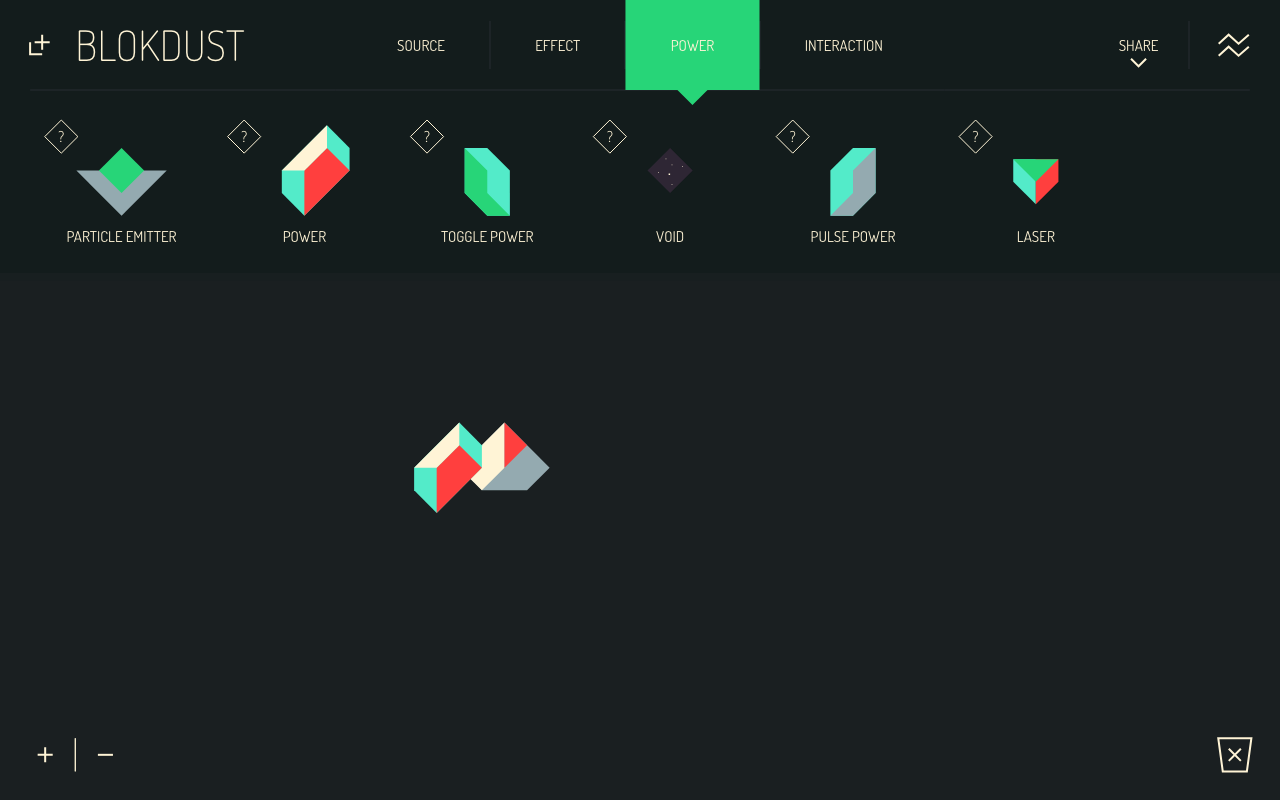 BLOKDUST
SOURCE
EFFECT
POWER
INTERACTION
SHARE
? ? ? ? ? ?
PARTICLE EMITTER
POWER
TOGGLE POWER
VOID
PULSE POWER
LASER